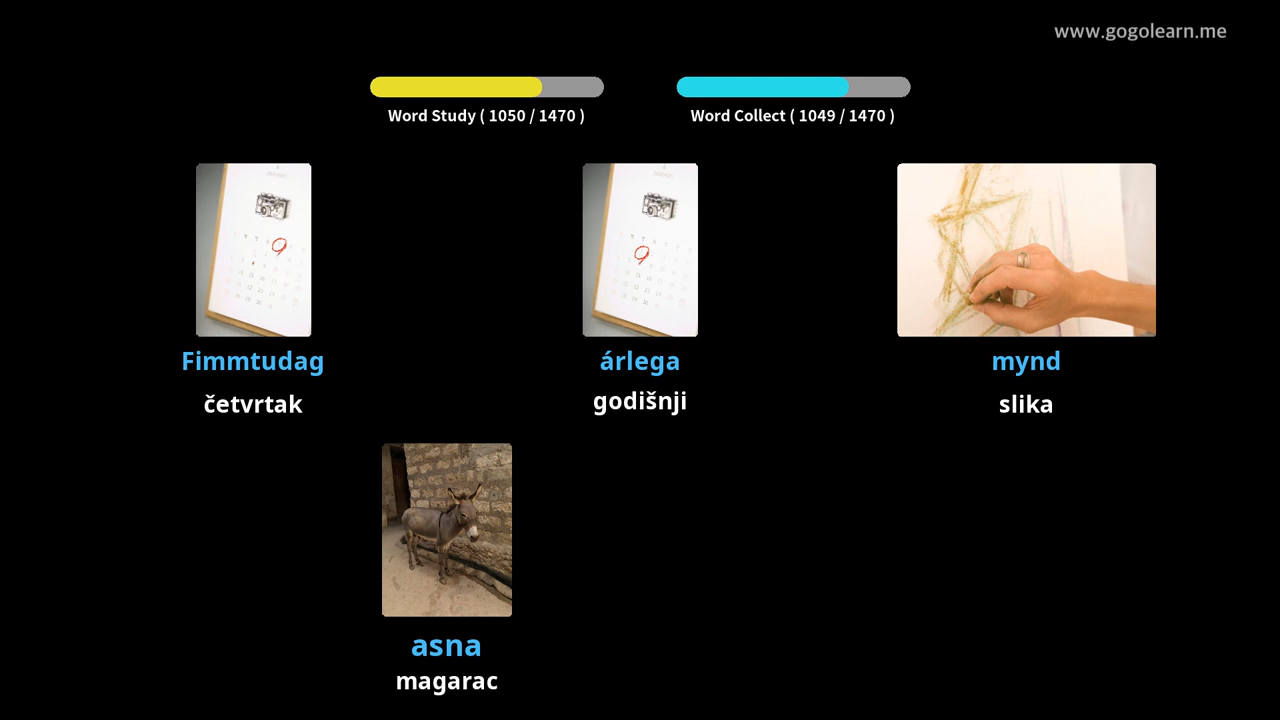 www.gogolearn.me
Word Study ( 1050 / 1470 )
Word Collect ( 1049 / 1470 )
Fimmtudag
árlega
mynd
četvrtak
godišnji
slika
asna
magarac